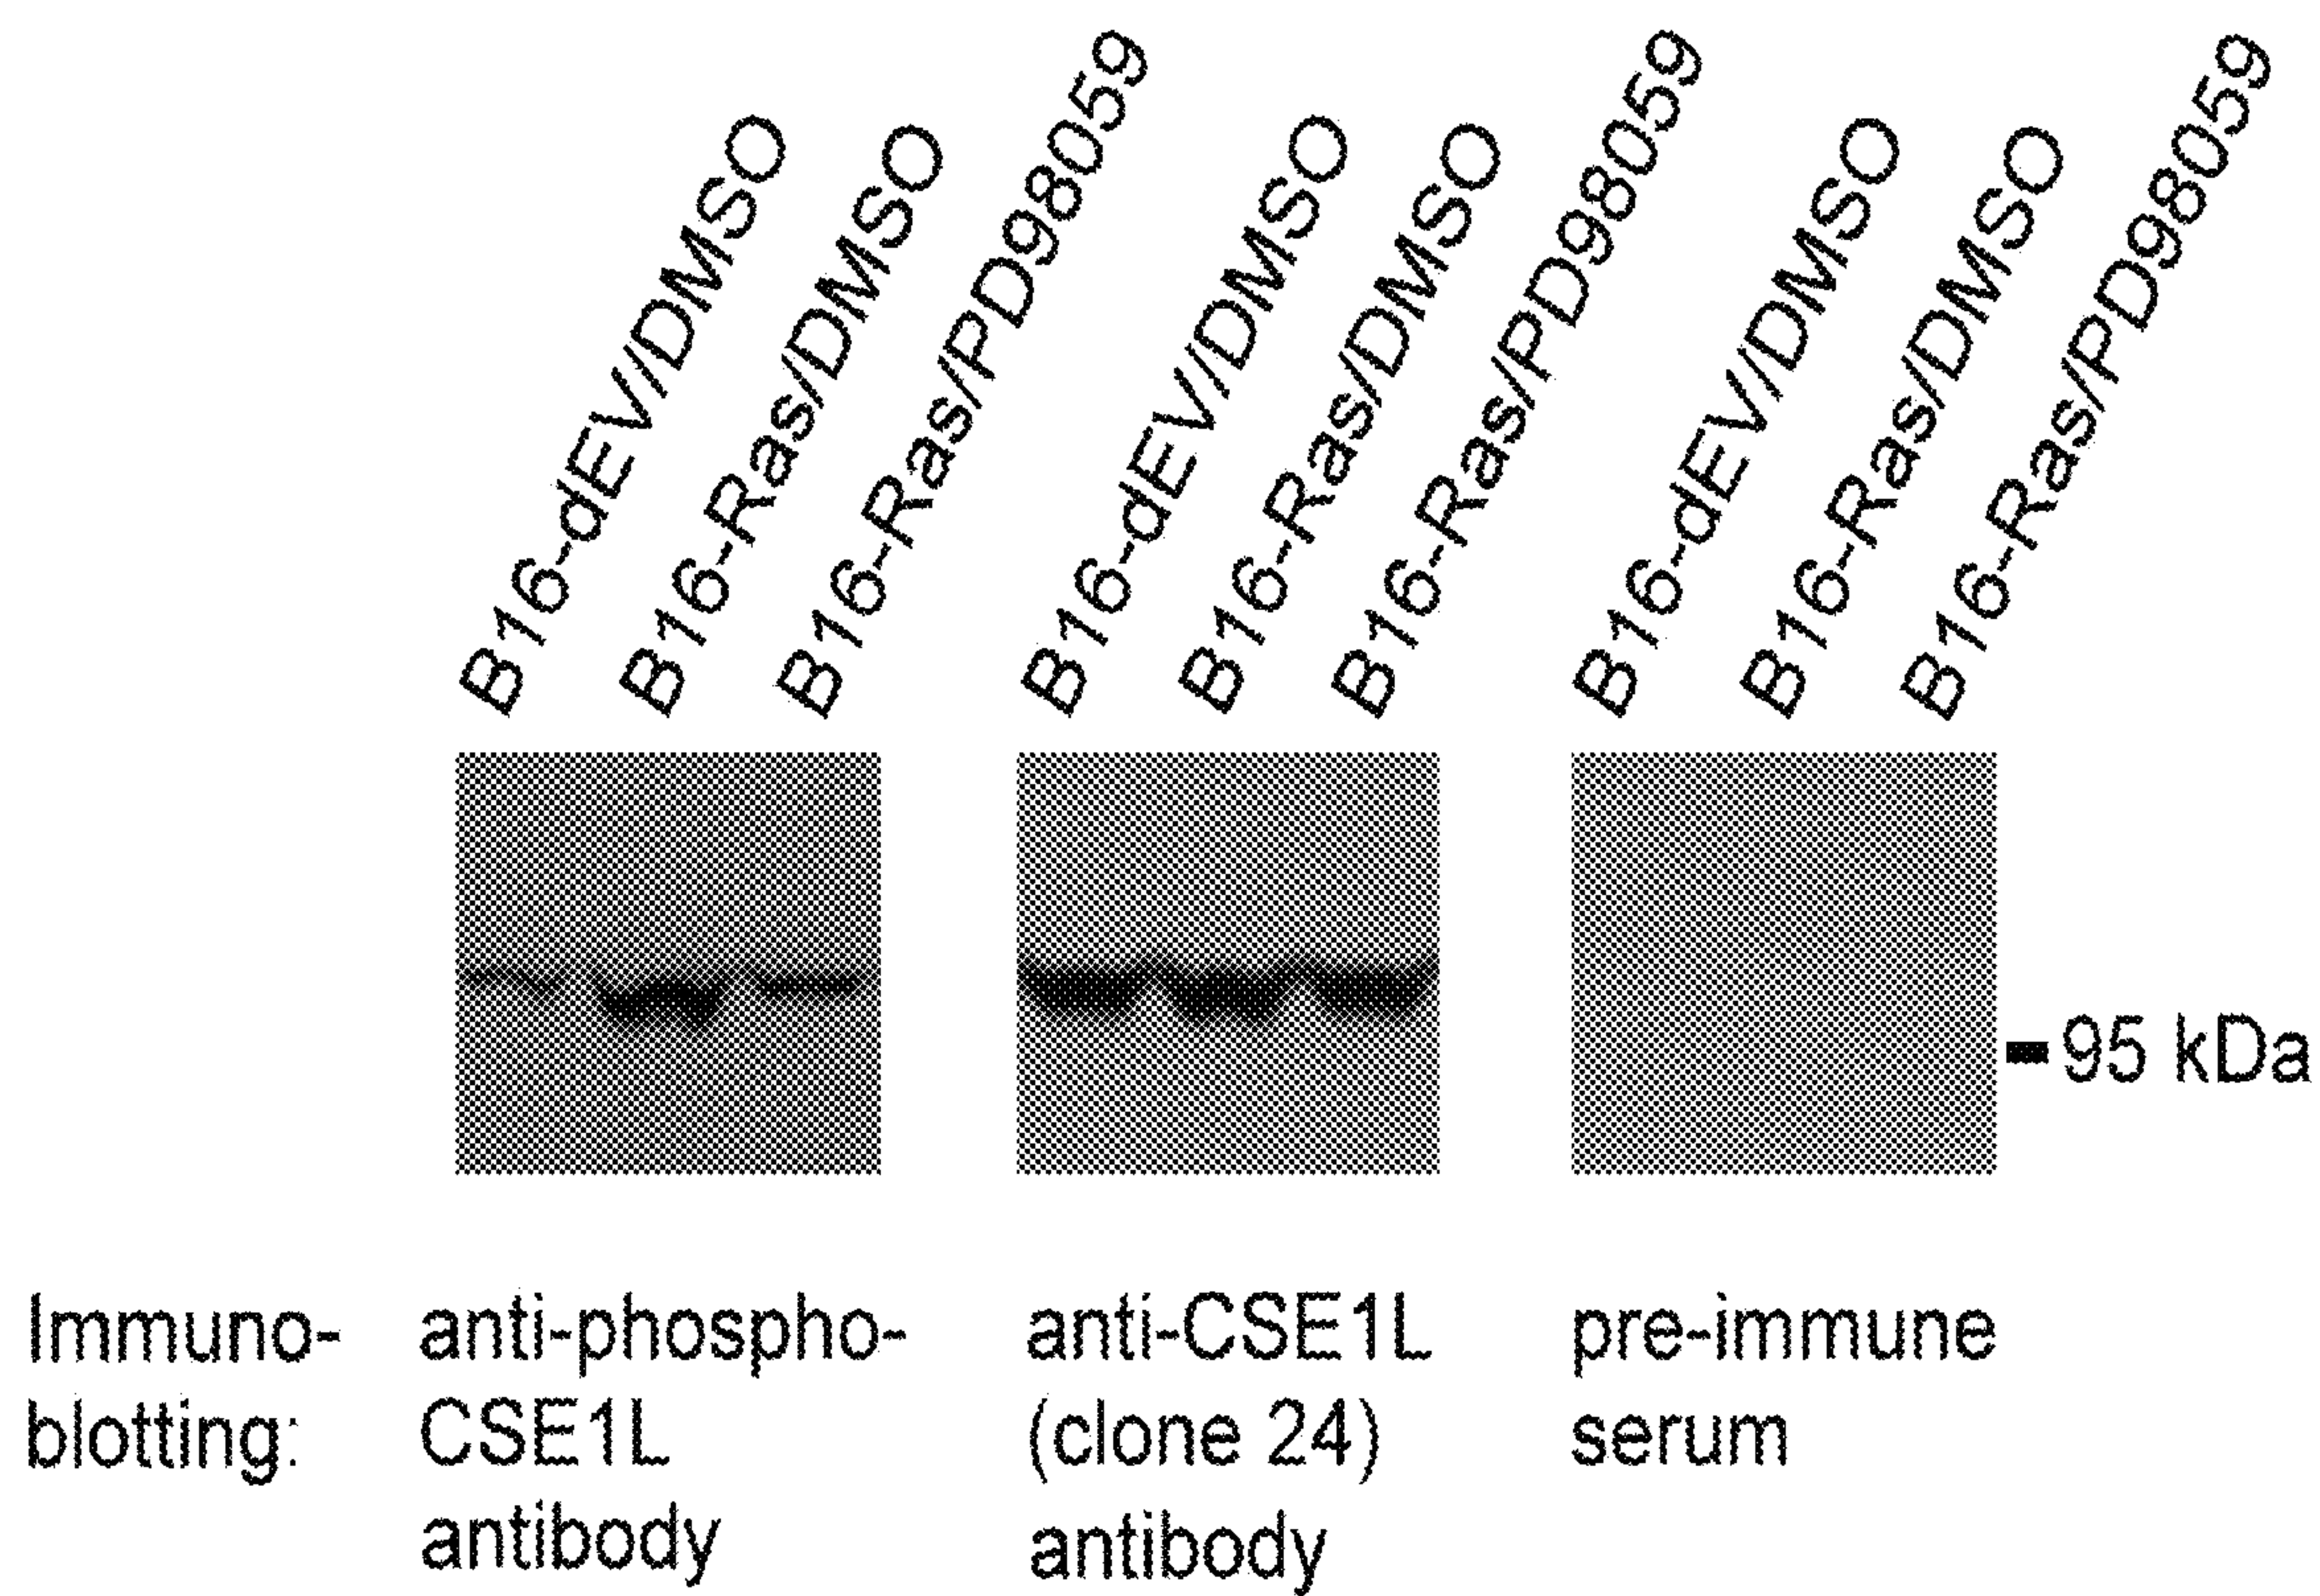 B16-dEV/DMSO
B16-Ras/DMSO
B16-Ras/PD98059
B16-dEV/DMSO
B16-Ras/DMSO
B16-Ras/PD98059
B16-dEV/DMSO
B16-Ras/DMSO
B16-Ras/PD98059
95 kDa
Immuno-
blotting:
anti-phospho-
CSE1L
antibody
anti-CSE1L
(clone 24)
antibody
pre-immune
serum